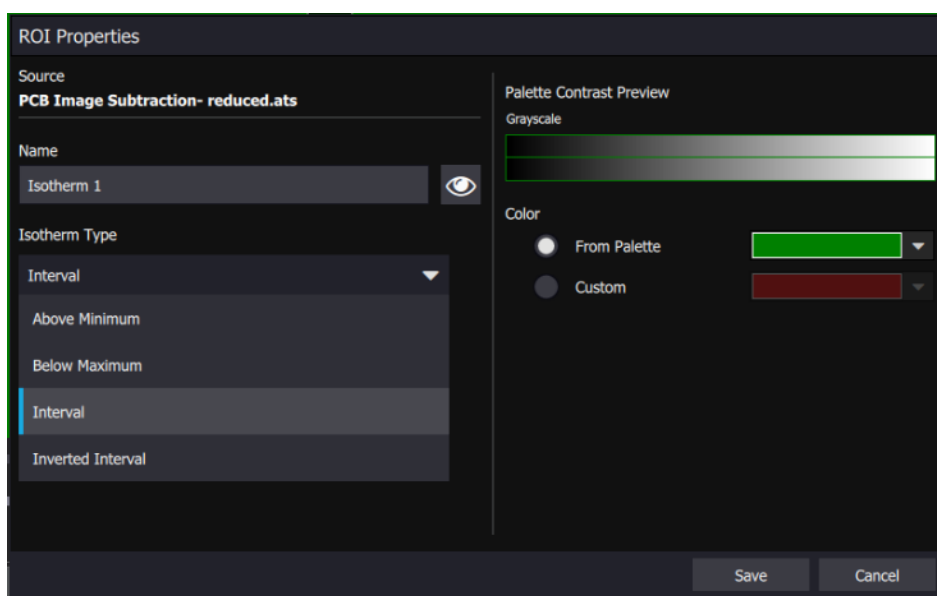 ROI Properties
Source
PCB Image Subtraction- reduced.ats
Name
Isotherm 1
Isotherm Type
Interval
Above Minimum
Below Maximum
Interval
Inverted Interval
Palette Contrast Preview
Grayscale
Color
From Palette
Custom
Save
Cancel